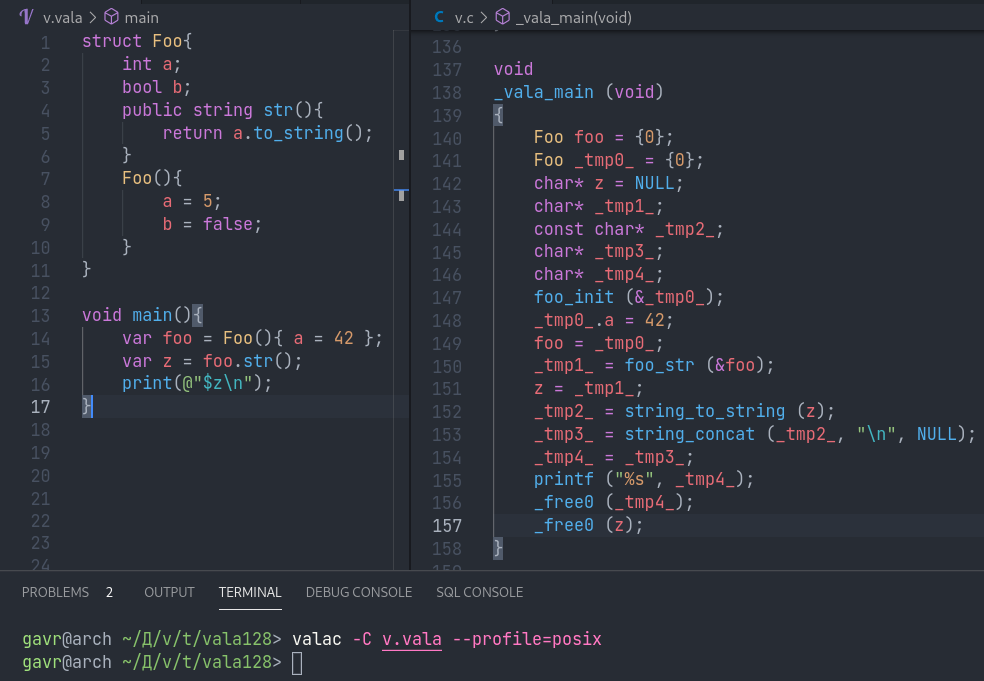 v.vala > main
1 struct Foo{
2     int a;
3     bool b;
4     public string str(){
5         return a.to_string();
6     }
7     Foo(){
8         a = 5;
9         b = false;
10     }
11 }
12
13 void main(){
14     var foo = Foo(){ a = 42 };
15     var z = foo.str();
16     print(@"$z\n");
17 }
18
19
20
21
22
23
24
C v.c > _vala_main(void)
136
137 void
138 _vala_main (void)
139 {
140     Foo foo = {0};
141     Foo _tmp0_ = {0};
142     char* z = NULL;
143     char* _tmp1_;
144     const char* _tmp2_;
145     char* _tmp3_;
146     char* _tmp4_;
147     foo_init (&_tmp0_);
148     _tmp0_.a = 42;
149     foo = _tmp0_;
150     _tmp1_ = foo_str (&foo);
151     z = _tmp1_;
152     _tmp2_ = string_to_string (z);
153     _tmp3_ = string_concat (_tmp2_, "\n", NULL);
154     _tmp4_ = _tmp3_;
155     printf ("%s", _tmp4_);
156     _free0 (_tmp4_);
157     _free0 (z);
158 }
PROBLEMS 2 OUTPUT TERMINAL DEBUG CONSOLE SQL CONSOLE
gavr@arch ~/Д/v/t/vala128> valac -C v.vala --profile=posix
gavr@arch ~/Д/v/t/vala128>